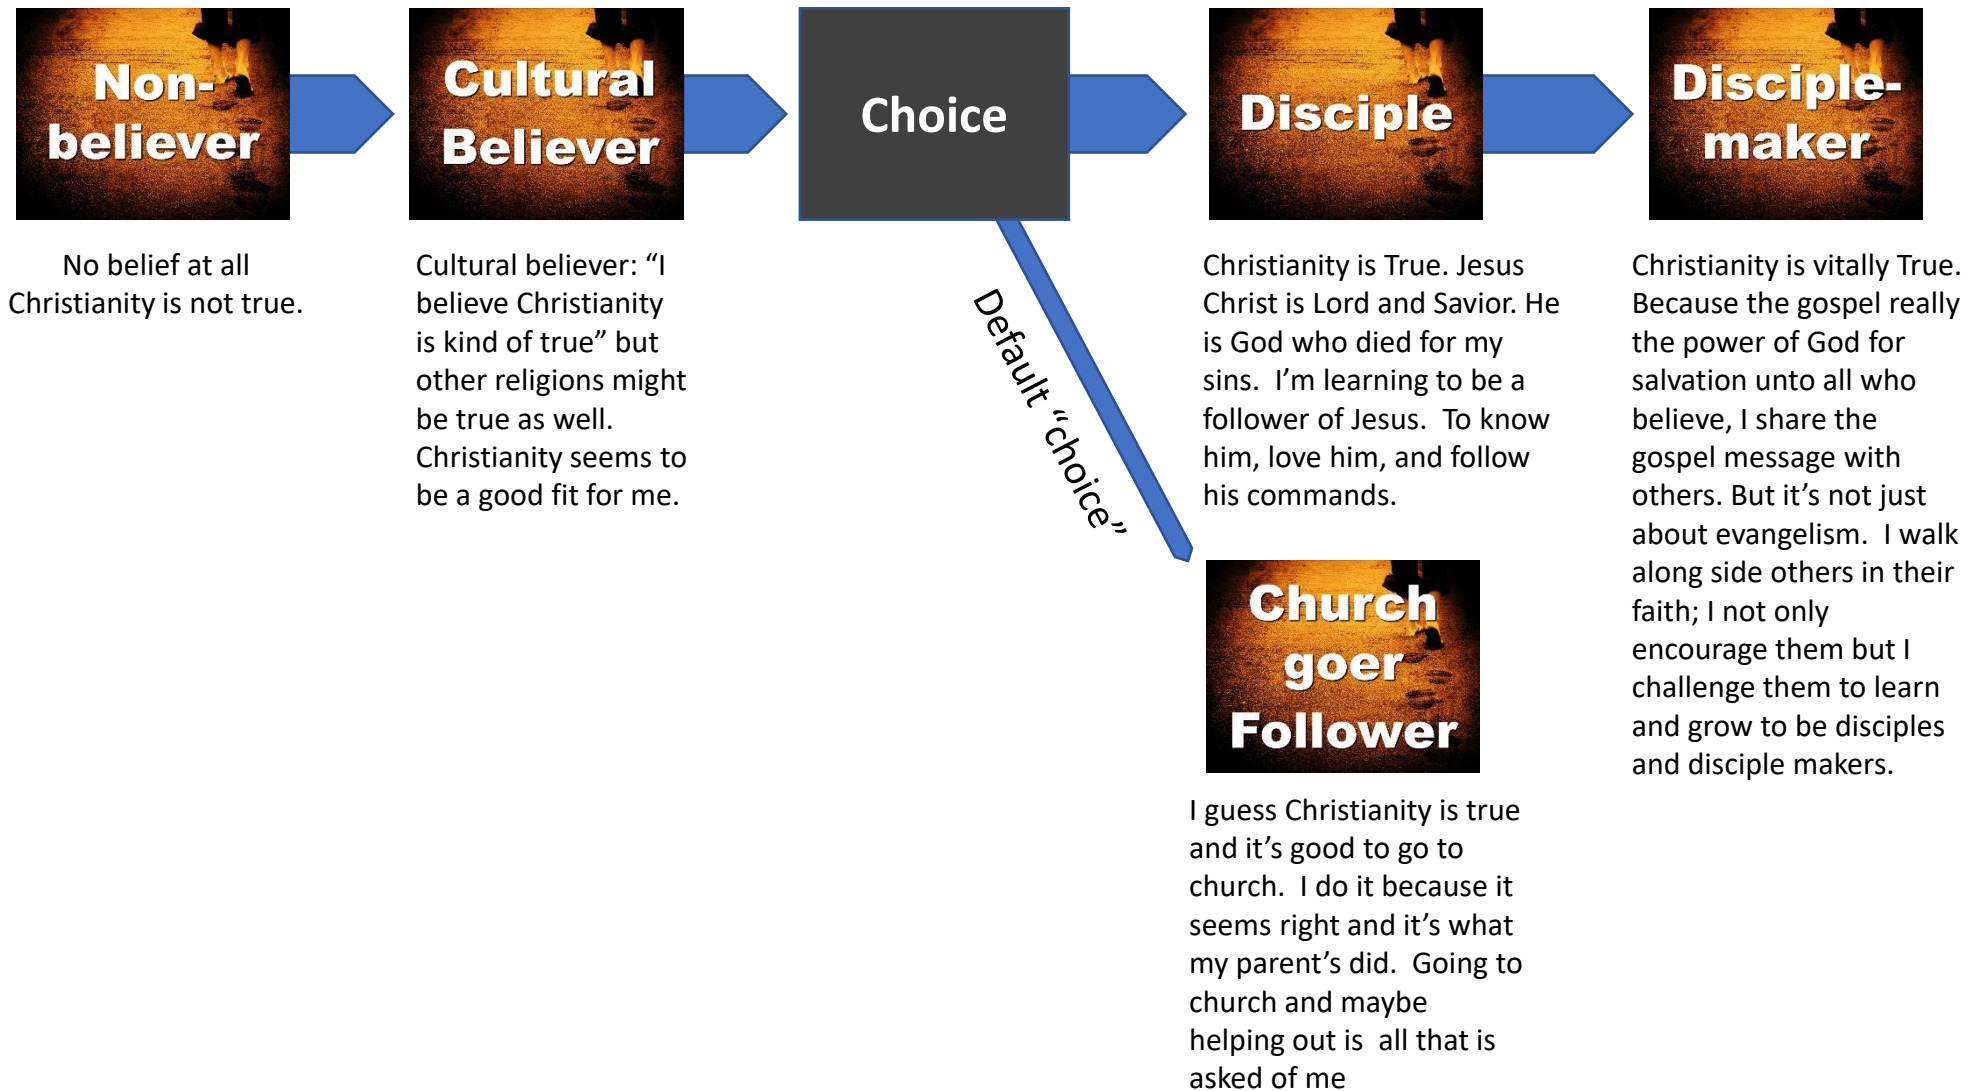 Non-
believer
Cultural
Believer
Choice
Disciple
Disciple-
maker
No belief at all
Christianity is not true.
Cultural believer: “I
believe Christianity
is kind of true” but
other religions might
be true as well.
Christianity seems to
be a good fit for me.
Default “choice”
Christianity is True. Jesus
Christ is Lord and Savior. He
is God who died for my
sins.  I’m learning to be a
follower of Jesus.  To know
him, love him, and follow
his commands.
Church
goer
Follower
I guess Christianity is true
and it’s good to go to
church.  I do it because it
seems right and it’s what
my parent’s did.  Going to
church and maybe
helping out is  all that is
asked of me
Christianity is vitally True.
Because the gospel really
the power of God for
salvation unto all who
believe, I share the
gospel message with
others. But it’s not just
about evangelism.  I walk
along side others in their
faith; I not only
encourage them but I
challenge them to learn
and grow to be disciples
and disciple makers.